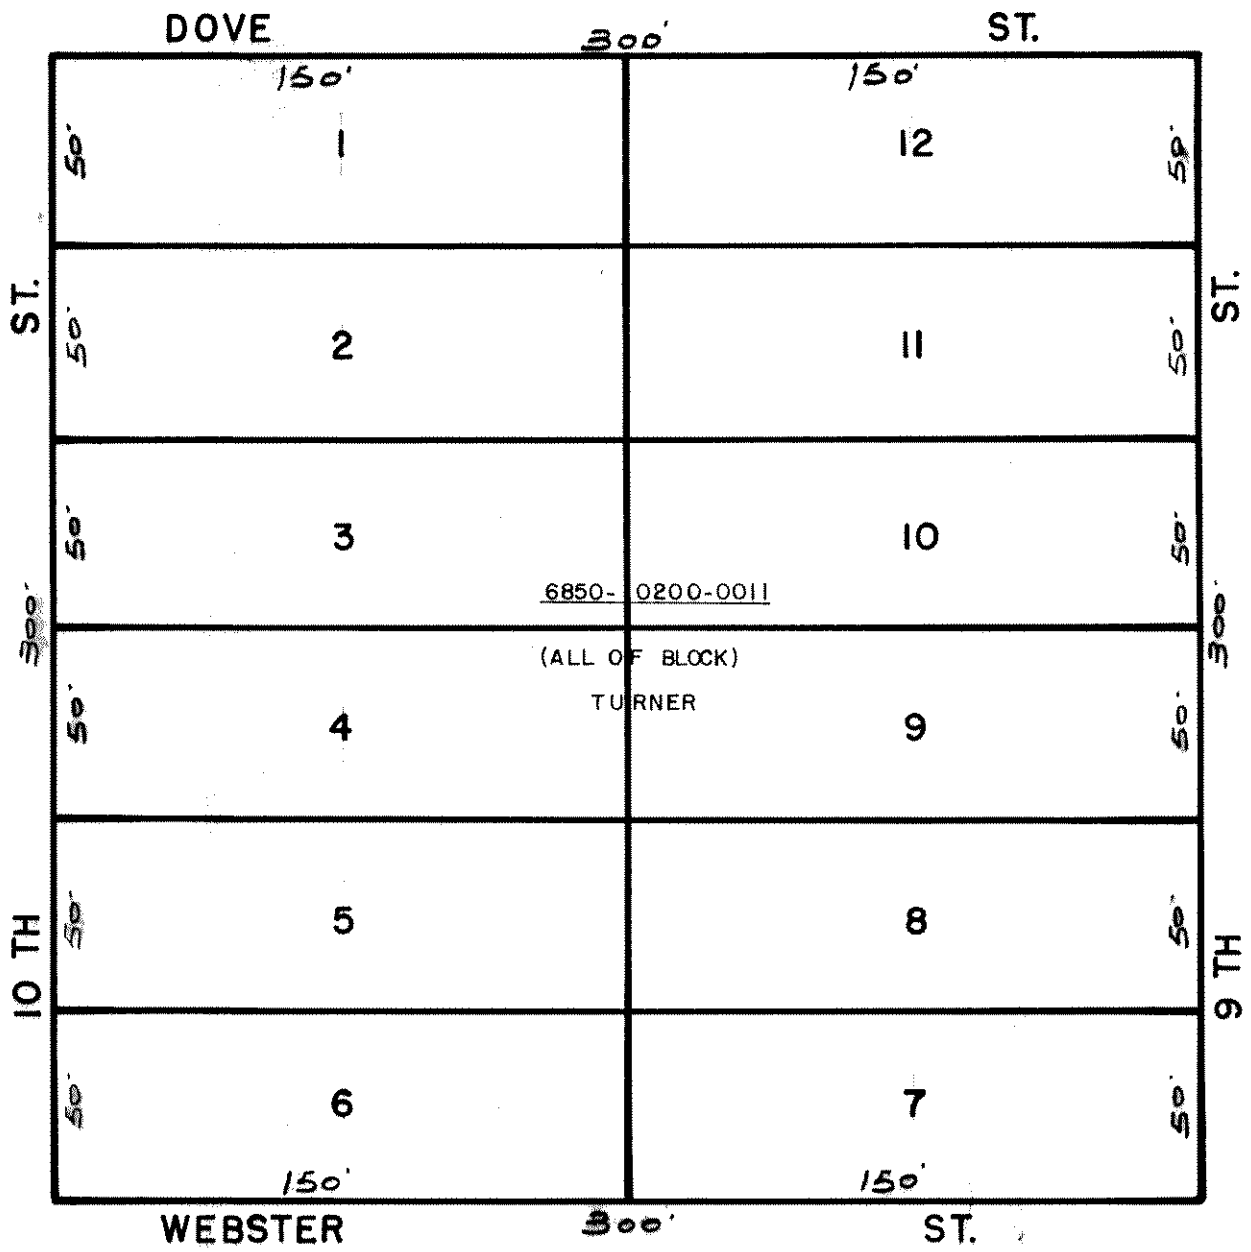 DOVE 300' ST.
150' 150'
50' 1 12 50'
ST. 50' 2 11 50' ST.
50' 3 10 50'
6850-0200-0011
300' 300'
(ALL OF BLOCK)
TURNER
50' 4 9 50'
10 TH 50' 5 8 50' 9 TH
50' 6 7 50'
150' 150'
WEBSTER 300' ST.